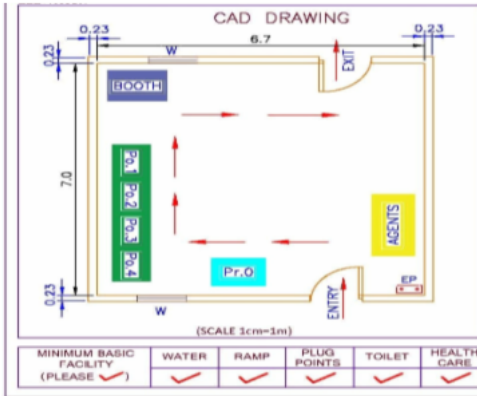 CAD DRAWING
0.23
6.7
0.23
0.23
W
EXIT
BOOTH
7.0
Po.1
Po.2
Po.3
Po.4
AGENTS
Pr.O
EP
ENTRY
0.23
W
(SCALE 1cm=1m)
MINIMUM BASIC FACILITY (PLEASE ✓)
WATER
RAMP
PLUG POINTS
TOILET
HEALTH CARE
✓ ✓ ✓ ✓ ✓